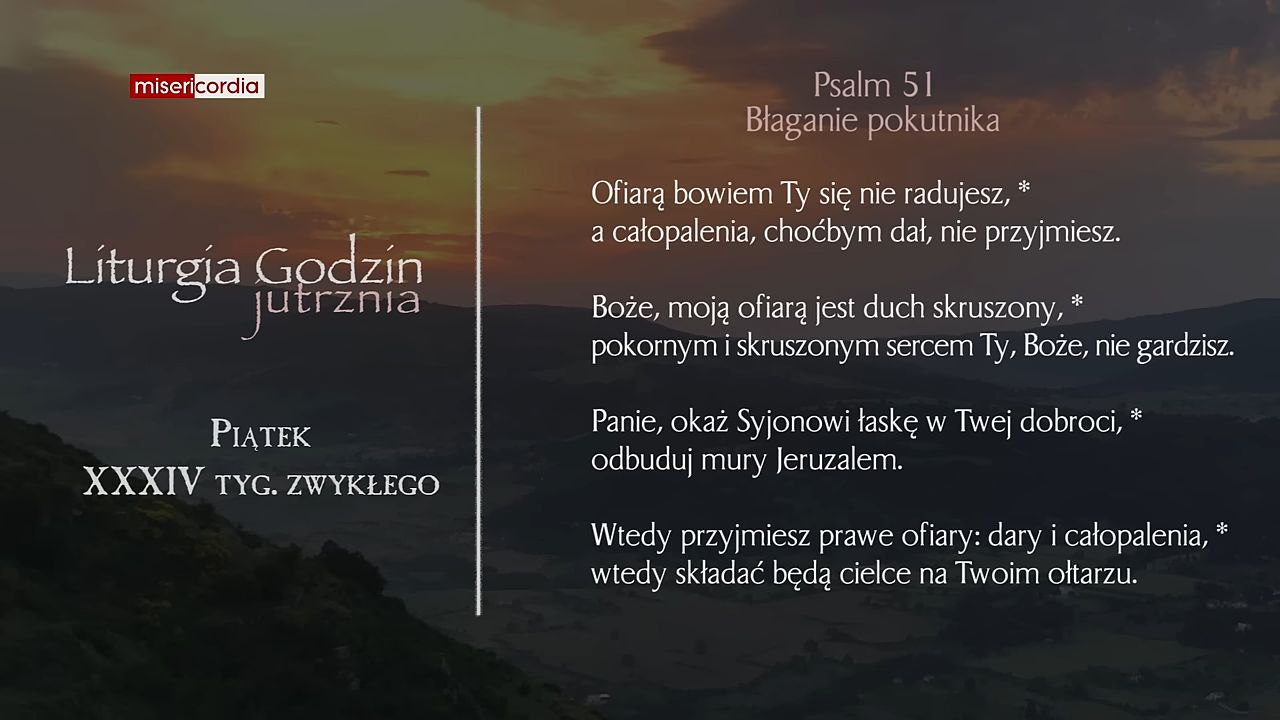 misericordia
Liturgia Godzin
jutrznia
Piątek
XXXIV tyg. zwykłego
Psalm 51
Błaganie pokutnika
Ofiarą bowiem Ty się nie radujesz, *
a całopalenia, choćbym dał, nie przyjmiesz.
Boże, moją ofiarą jest duch skruszony, *
pokornym i skruszonym sercem Ty, Boże, nie gardzisz.
Panie, okaż Syjonowi łaskę w Twej dobroci, *
odbuduj mury Jeruzalem.
Wtedy przyjmiesz prawe ofiary: dary i całopalenia, *
wtedy składać będą cielce na Twoim ołtarzu.